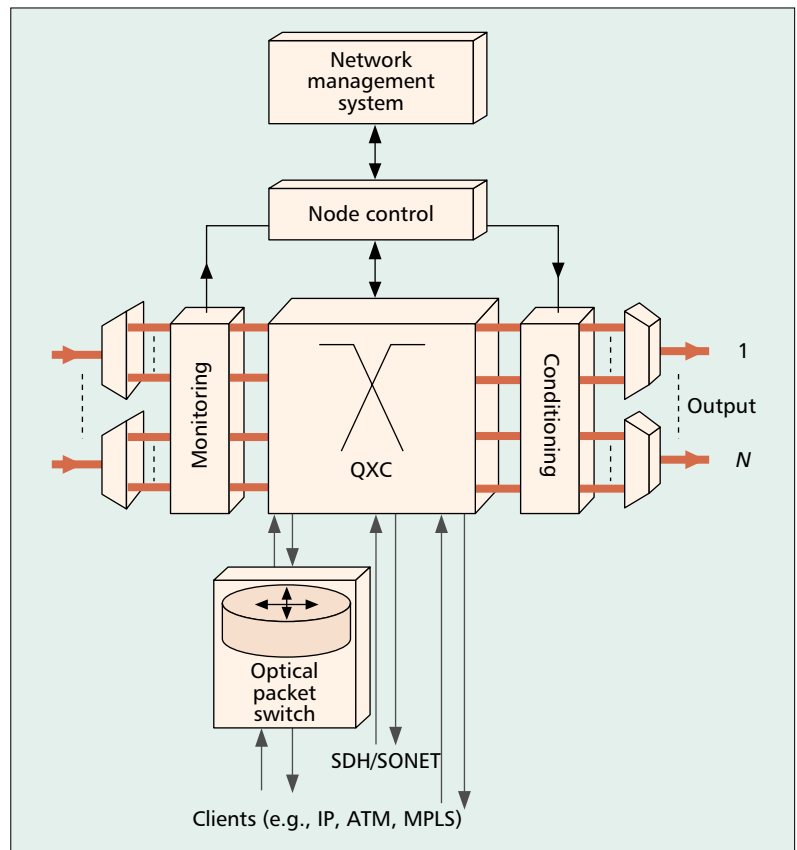 Network
management
system
Node control
Monitoring
QXC
Conditioning
1
Output
N
Optical
packet
switch
SDH/SONET
Clients (e.g., IP, ATM, MPLS)